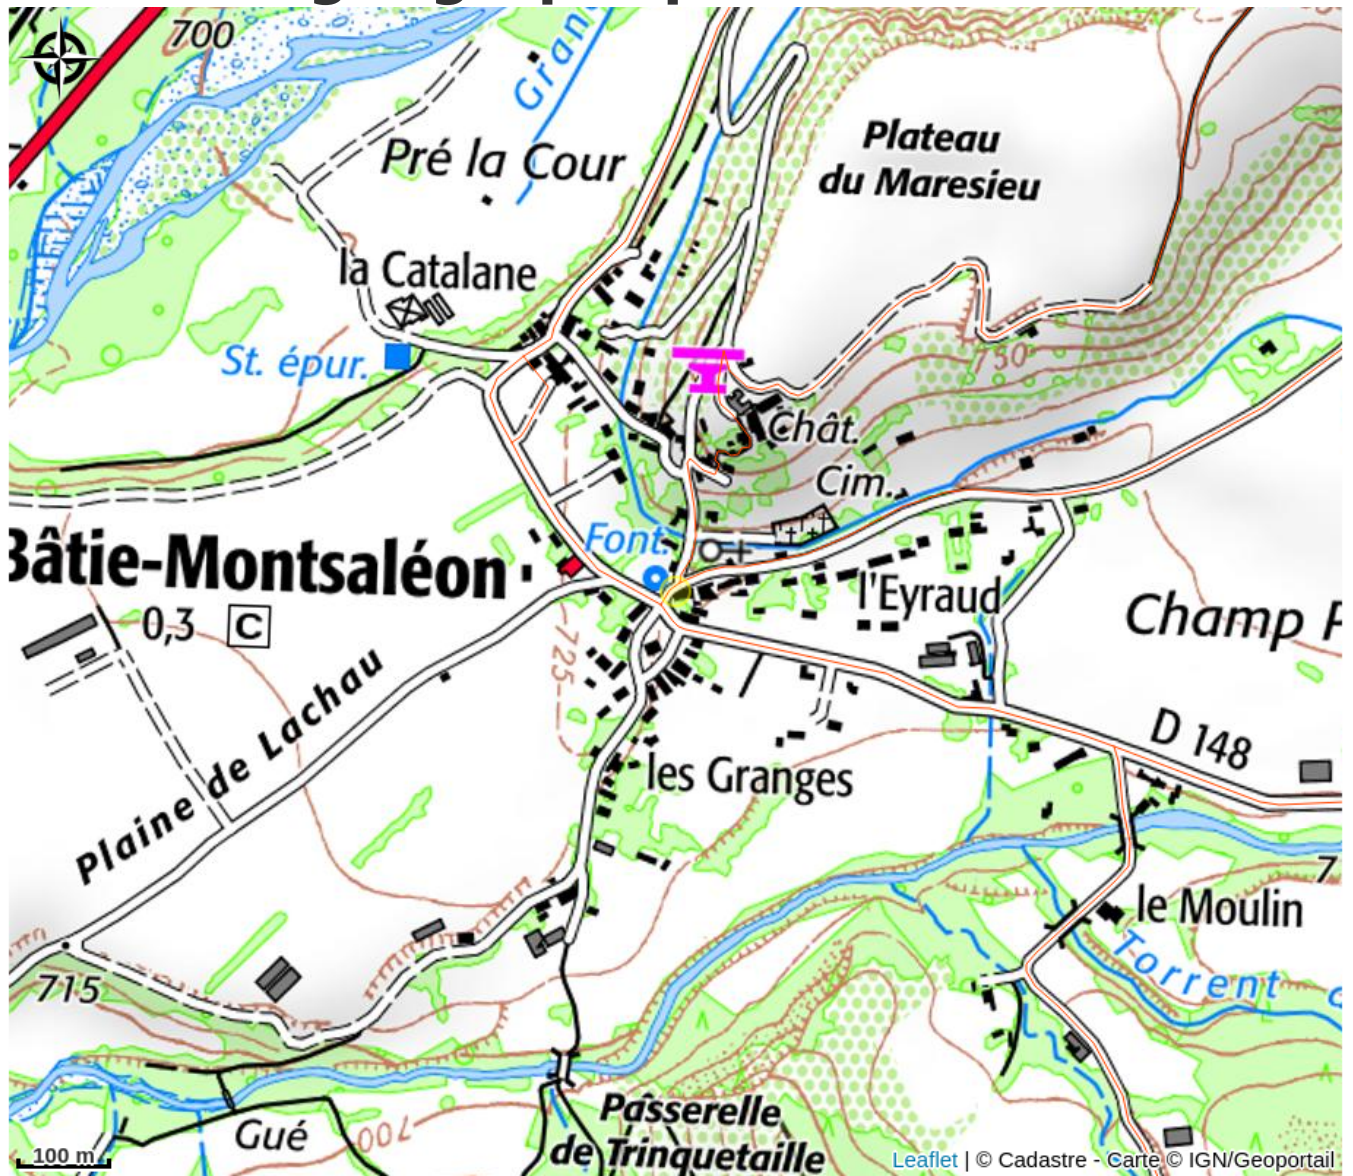 700
Gran
Pré la Cour
Plateau
du Maresieu
la Catalane
St. épur.
750
Chât.
Cim.
Font.
Bâtie-Montsaléon
0,3 C
l'Eyraud
Champ P
725
Plaine de Lachau
D 148
les Granges
7
le Moulin
Torrent
715
Passerelle
de Trinquetaille
Gué
700
100 m
Leaflet | © Cadastre - Carte © IGN/Geoportail